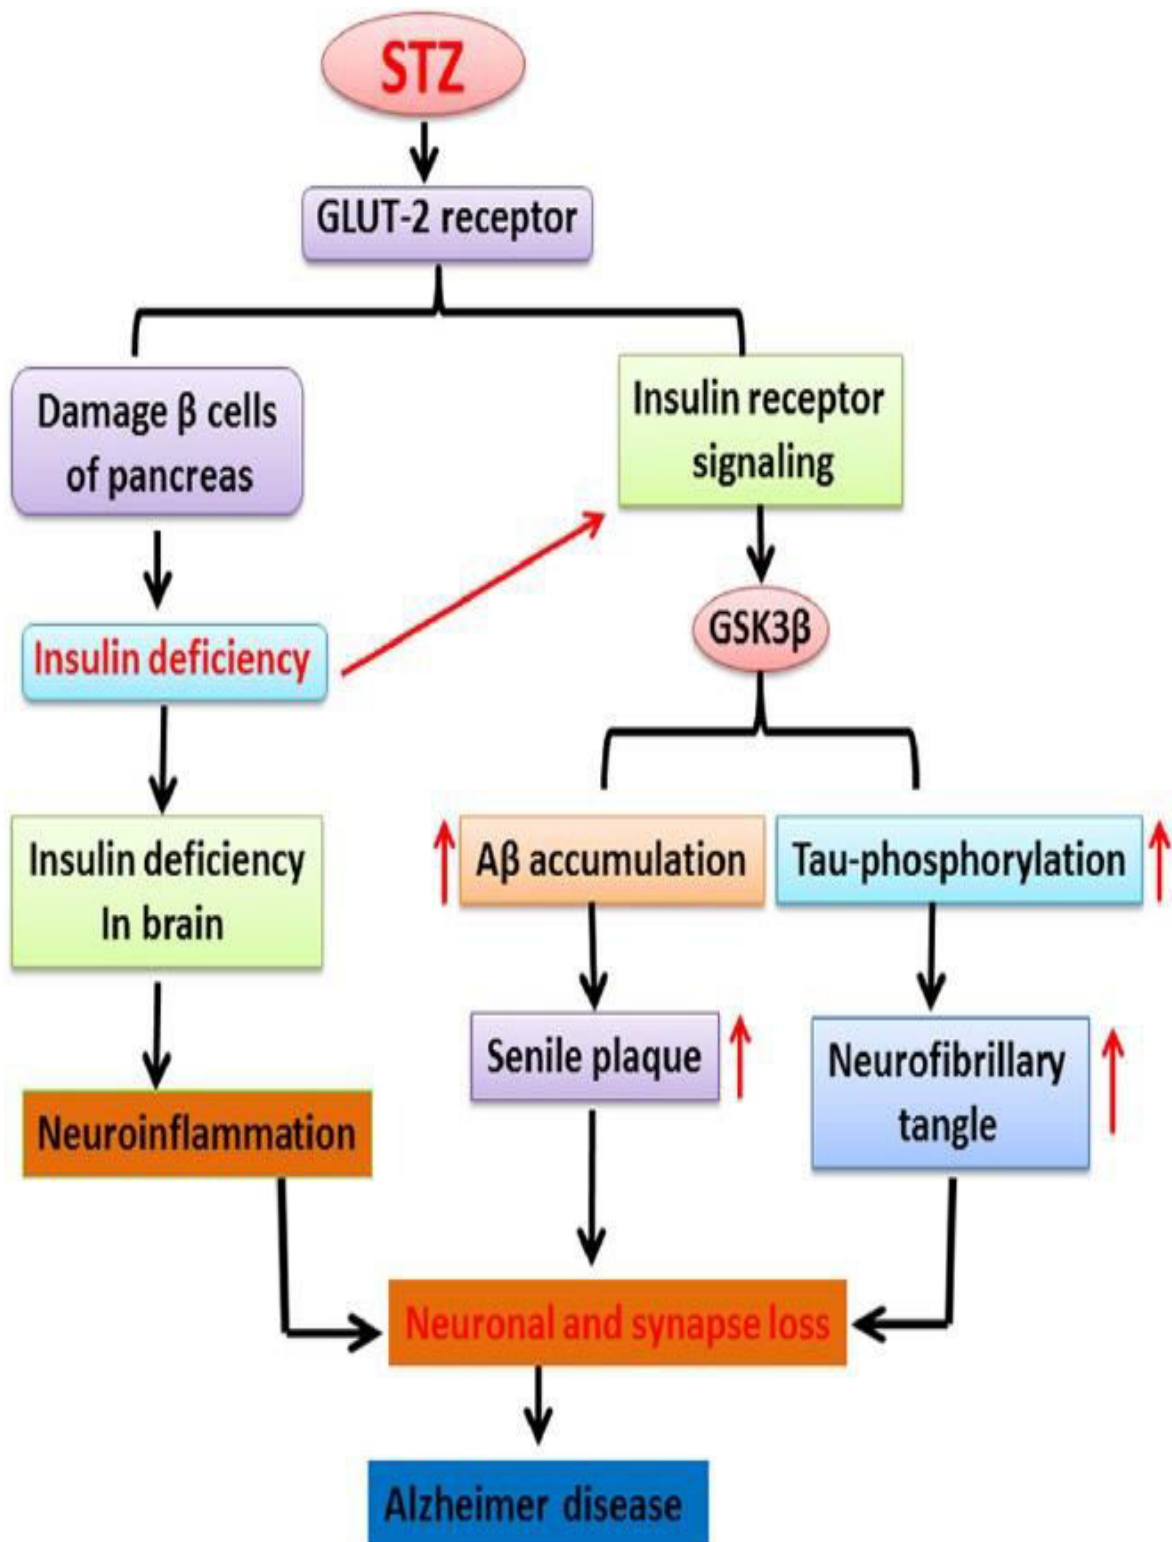 STZ
GLUT-2 receptor
Damage β cells
of pancreas
Insulin receptor
signaling
Insulin deficiency
GSK3β
Insulin deficiency
In brain
Aβ accumulation
Tau-phosphorylation
Senile plaque
Neurofibrillary
tangle
Neuroinflammation
Neuronal and synapse loss
Alzheimer disease